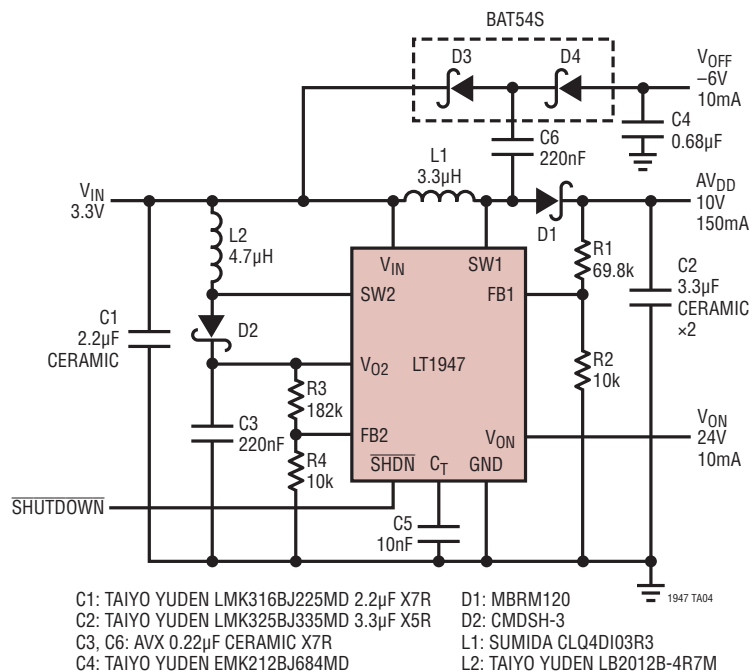 BAT54S
D3
D4
VOFF
–6V
10mA
C4
0.68µF
C6
220nF
L1
3.3µH
VIN
3.3V
AVDD
10V
150mA
D1
L2
4.7µH
R1
69.8k
VIN
SW1
SW2
FB1
C2
3.3µF
CERAMIC
×2
C1
2.2µF
CERAMIC
D2
VO2
LT1947
R2
10k
R3
182k
C3
220nF
FB2
VON
VON
24V
10mA
R4
10k
SHDN
CT
GND
SHUTDOWN
C5
10nF
1947 TA04
C1: TAIYO YUDEN LMK316BJ225MD 2.2µF X7R
C2: TAIYO YUDEN LMK325BJ335MD 3.3µF X5R
C3, C6: AVX 0.22µF CERAMIC X7R
C4: TAIYO YUDEN EMK212BJ684MD
D1: MBRM120
D2: CMDSH-3
L1: SUMIDA CLQ4DI03R3
L2: TAIYO YUDEN LB2012B-4R7M